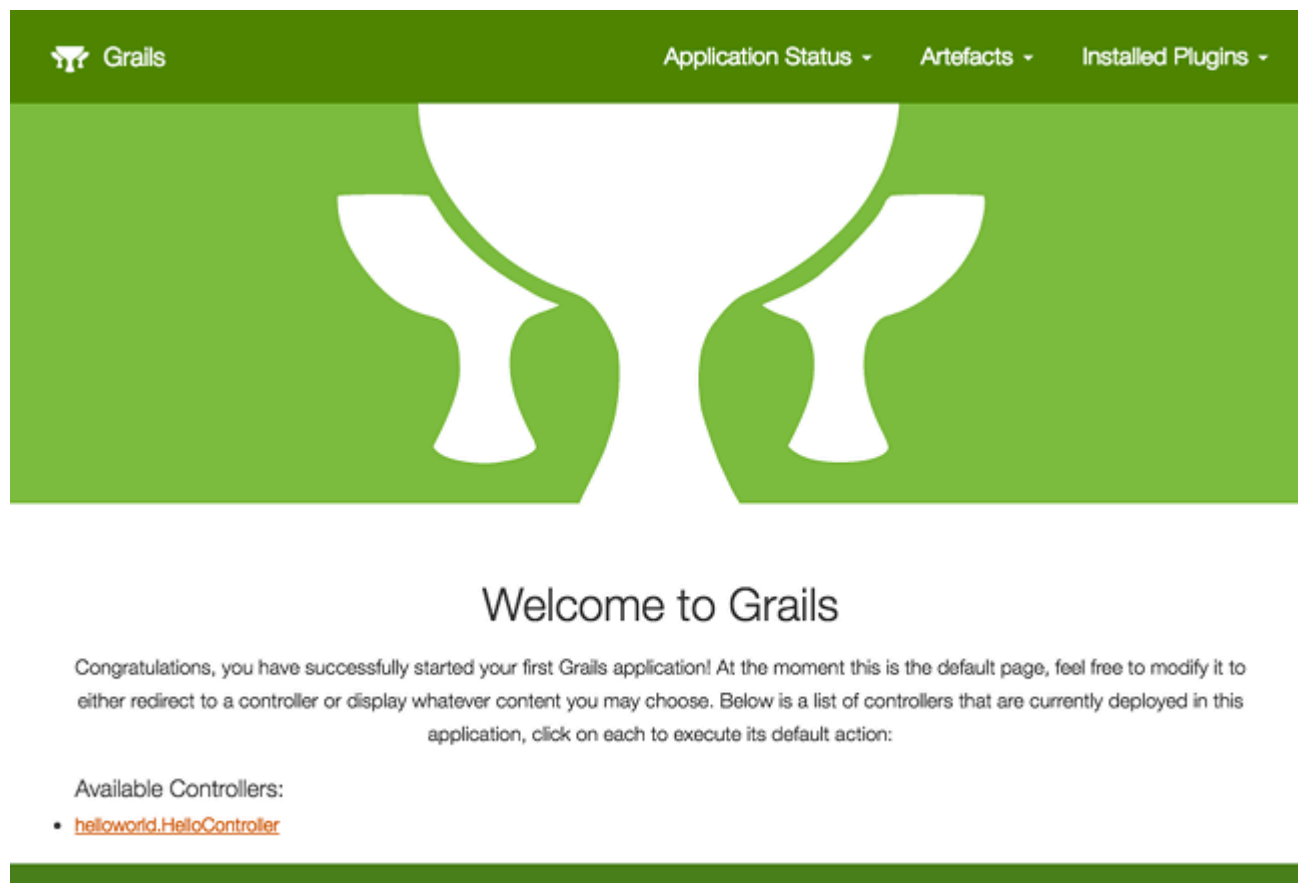 Grails
Application Status
Artefacts
Installed Plugins
Welcome to Grails
Congratulations, you have successfully started your first Grails application! At the moment this is the default page, feel free to modify it to
either redirect to a controller or display whatever content you may choose. Below is a list of controllers that are currently deployed in this
application, click on each to execute its default action:
Available Controllers:
helloworld.HelloController